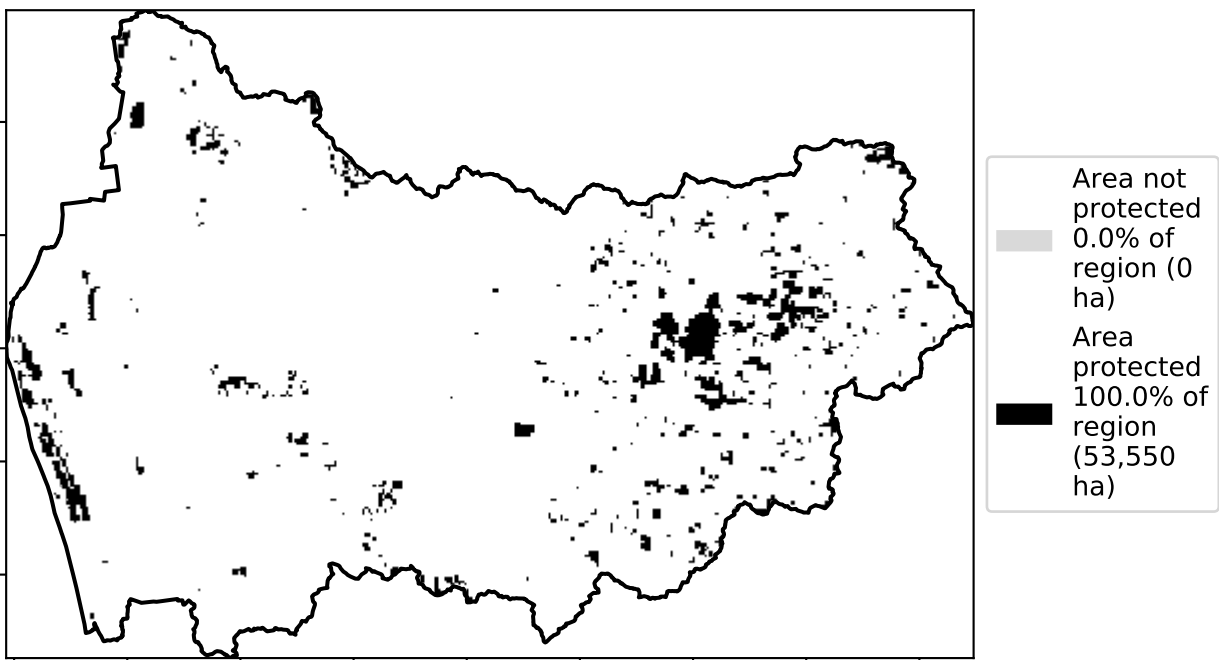 Area not
protected
0.0% of
region (0
ha)
Area
protected
100.0% of
region
(53,550
ha)